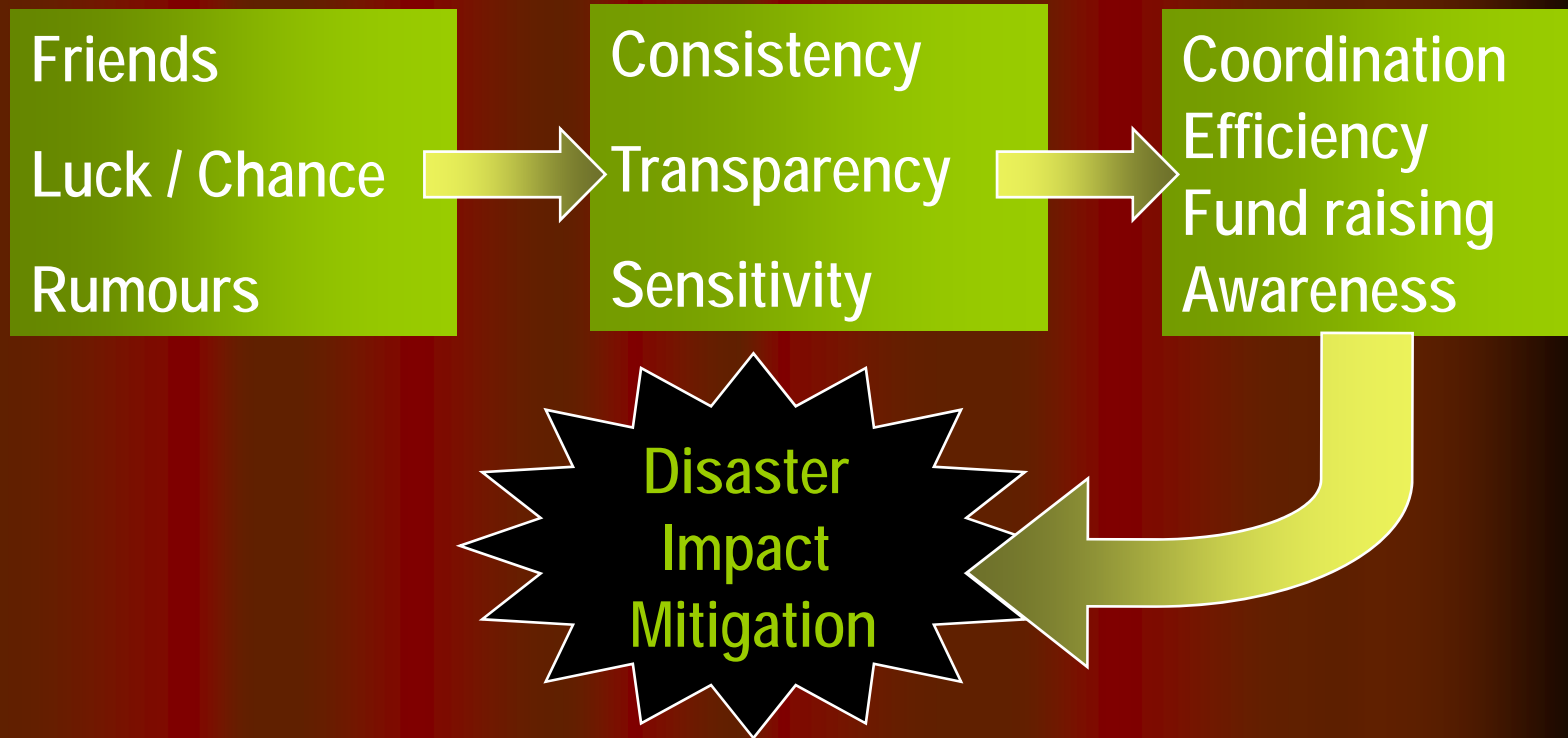 Friends
Luck / Chance
Rumours
Consistency
Transparency
Sensitivity
Coordination
Efficiency
Fund raising
Awareness
Disaster
Impact
Mitigation